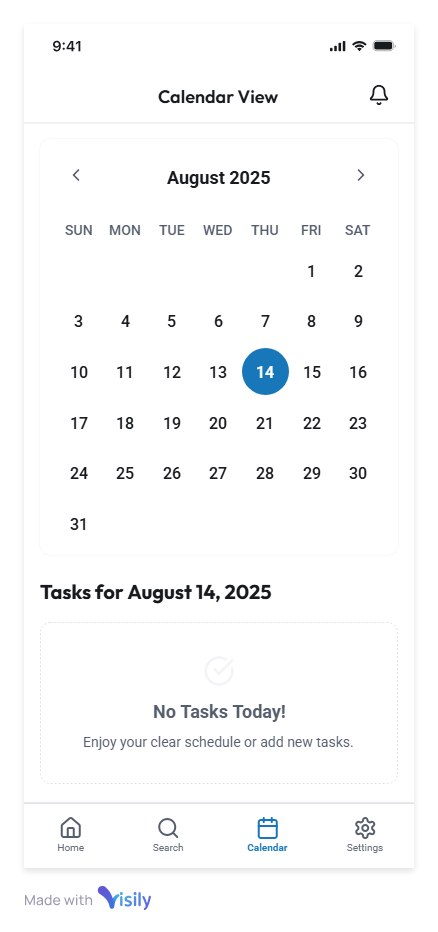 9:41
Calendar View
August 2025
SUN MON TUE WED THU FRI SAT
1 2
3 4 5 6 7 8 9
10 11 12 13 14 15 16
17 18 19 20 21 22 23
24 25 26 27 28 29 30
31
Tasks for August 14, 2025
No Tasks Today!
Enjoy your clear schedule or add new tasks.
Home Search Calendar Settings
Made with Visily